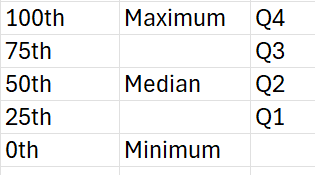 100th Maximum Q4
75th Q3
50th Median Q2
25th Q1
0th Minimum